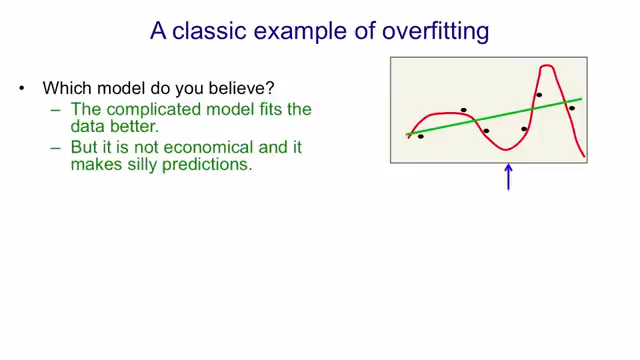 A classic example of overfitting
• Which model do you believe?
– The complicated model fits the
data better.
– But it is not economical and it
makes silly predictions.